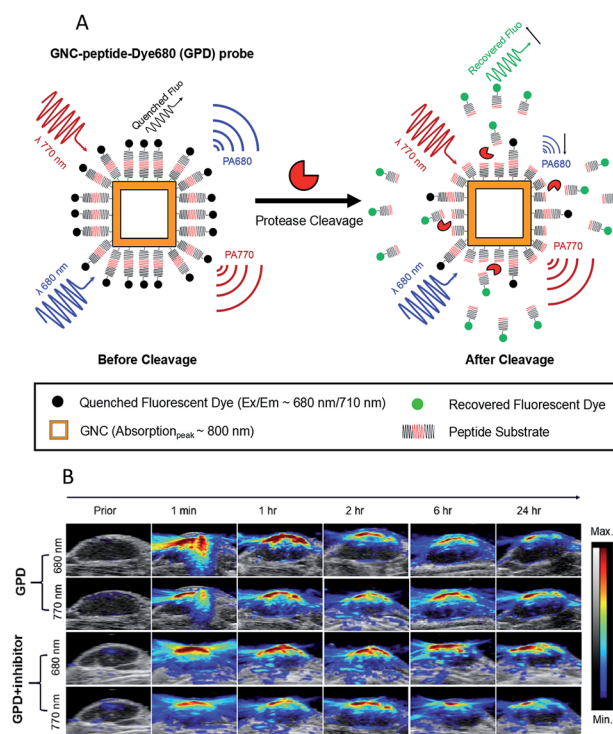 A
GNC-peptide-Dye680 (GPD) probe
Quenched Fluo
λ 770 nm
PA680
λ 680 nm
PA770
Before Cleavage
Protease Cleavage
Recovered Fluo
λ 770 nm
PA680
λ 680 nm
PA770
After Cleavage
Quenched Fluorescent Dye (Ex/Em ~ 680 nm/710 nm)
Recovered Fluorescent Dye
GNC (Absorptionpeak ~ 800 nm)
Peptide Substrate
B
Prior 1 min 1 hr 2 hr 6 hr 24 hr
GPD
680 nm
770 nm
GPD+inhibitor
680 nm
770 nm
Max.
Min.